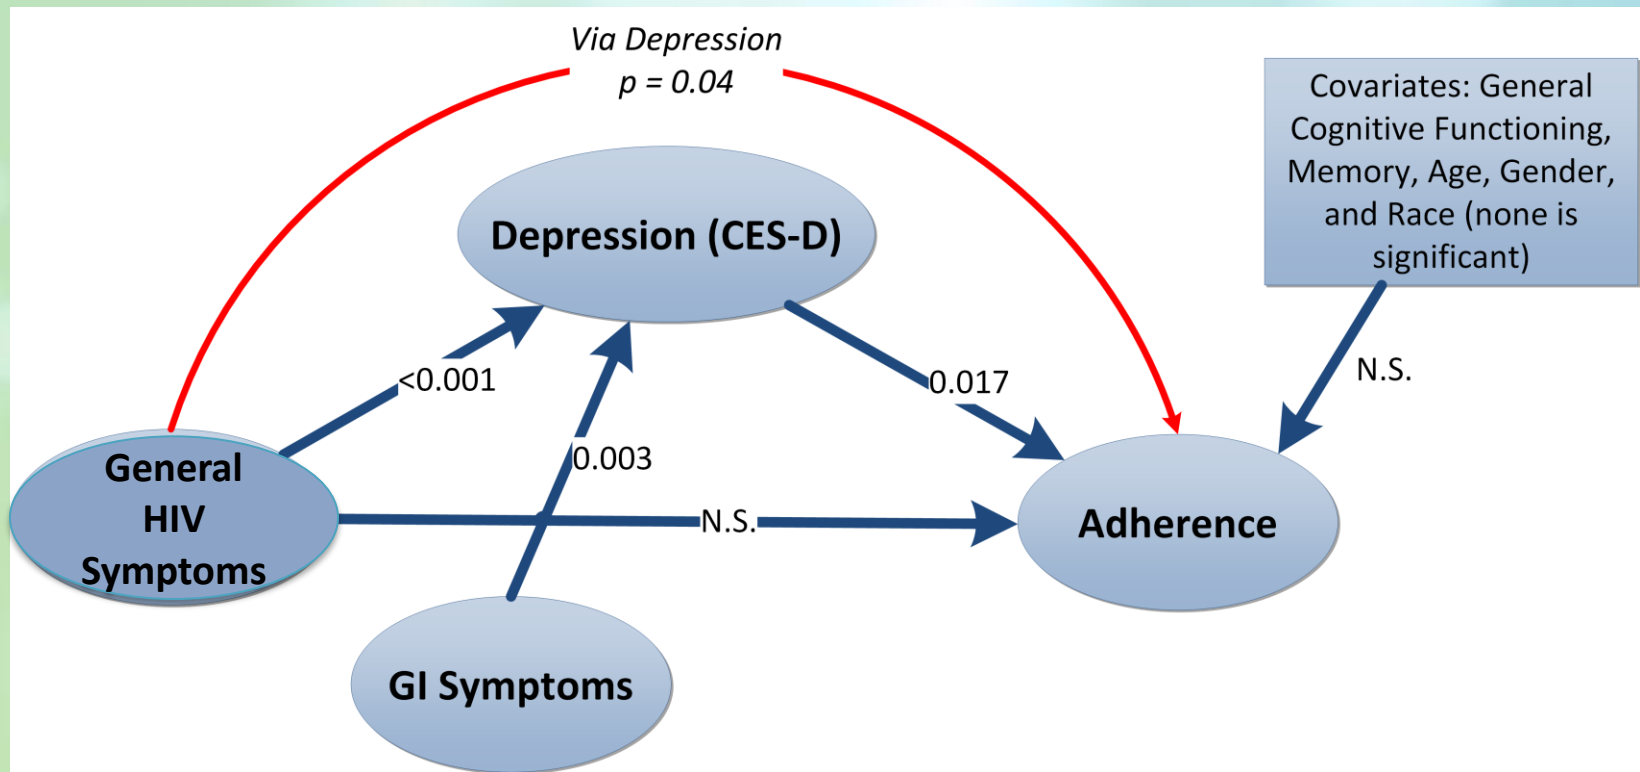 Via Depression
p = 0.04
Covariates: General
Cognitive Functioning,
Memory, Age, Gender,
and Race (none is
significant)
Depression (CES-D)
<0.001
0.017
N.S.
0.003
General
HIV
Symptoms
N.S.
Adherence
GI Symptoms